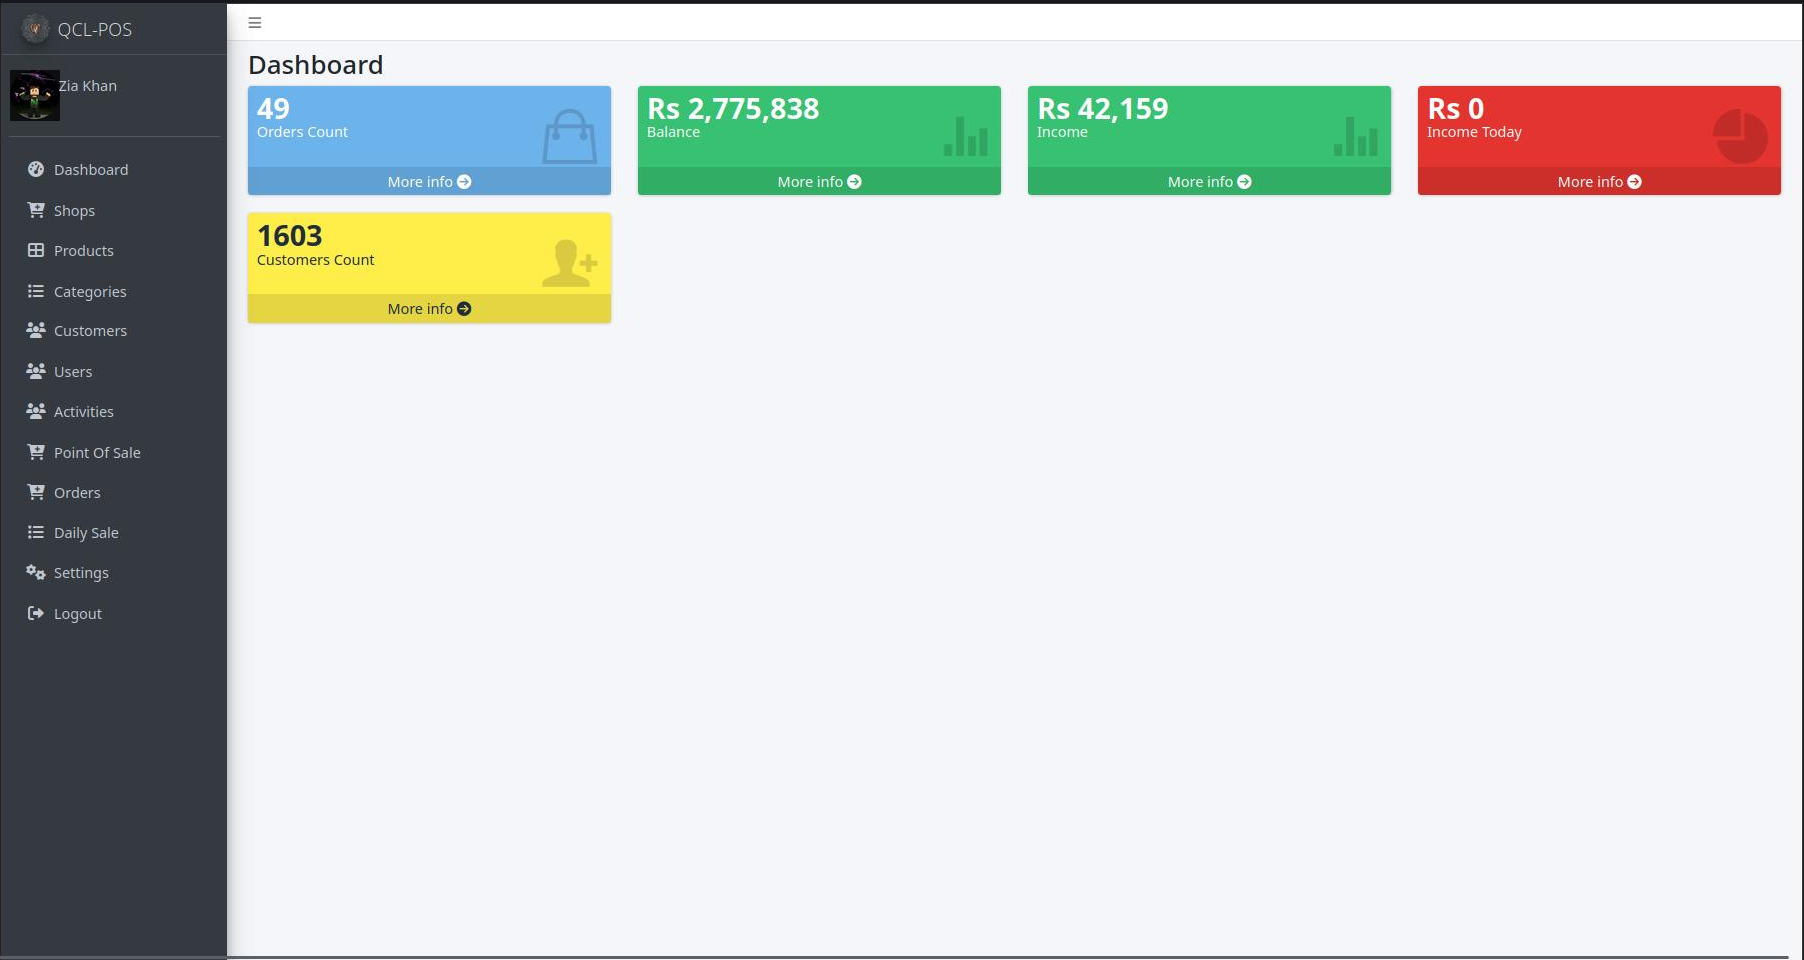 QCL-POS
Zia Khan
Dashboard
Shops
Products
Categories
Customers
Users
Activities
Point Of Sale
Orders
Daily Sale
Settings
Logout
Dashboard
49
Orders Count
More info
Rs 2,775,838
Balance
More info
Rs 42,159
Income
More info
Rs 0
Income Today
More info
1603
Customers Count
More info